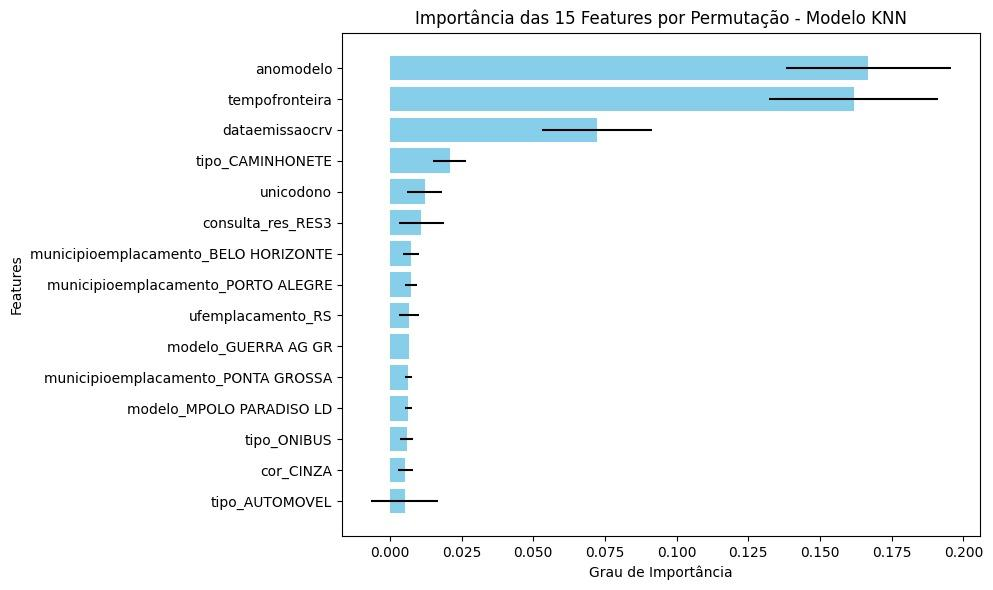 Importância das 15 Features por Permutação - Modelo KNN
Features
anomodelo
tempofronteira
dataemissaocrv
tipo_CAMINHONETE
unicodono
consulta_res_RES3
municipioemplacamento_BELO HORIZONTE
municipioemplacamento_PORTO ALEGRE
ufemplacamento_RS
modelo_GUERRA AG GR
municipioemplacamento_PONTA GROSSA
modelo_MPOLO PARADISO LD
tipo_ONIBUS
cor_CINZA
tipo_AUTOMOVEL
0.000 0.025 0.050 0.075 0.100 0.125 0.150 0.175 0.200
Grau de Importância